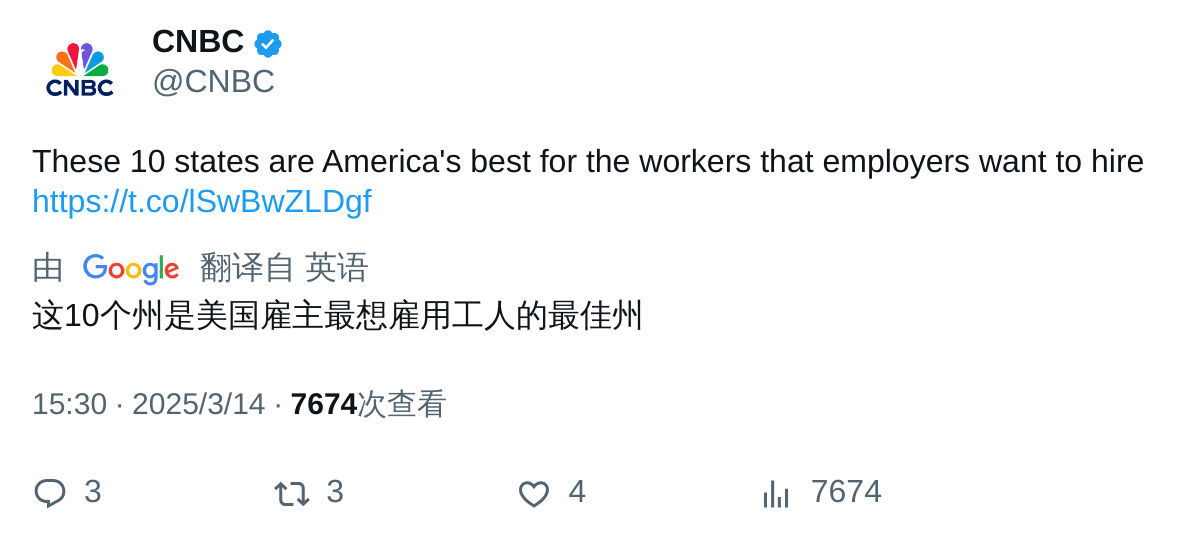 CNBC
CNBC
@CNBC
These 10 states are America's best for the workers that employers want to hire
https://t.co/lSwBwZLDgf
由 Google 翻译自 英语
这10个州是美国雇主最想雇用工人的最佳州
15:30 · 2025/3/14 · 7674次查看
3 3 4 7674